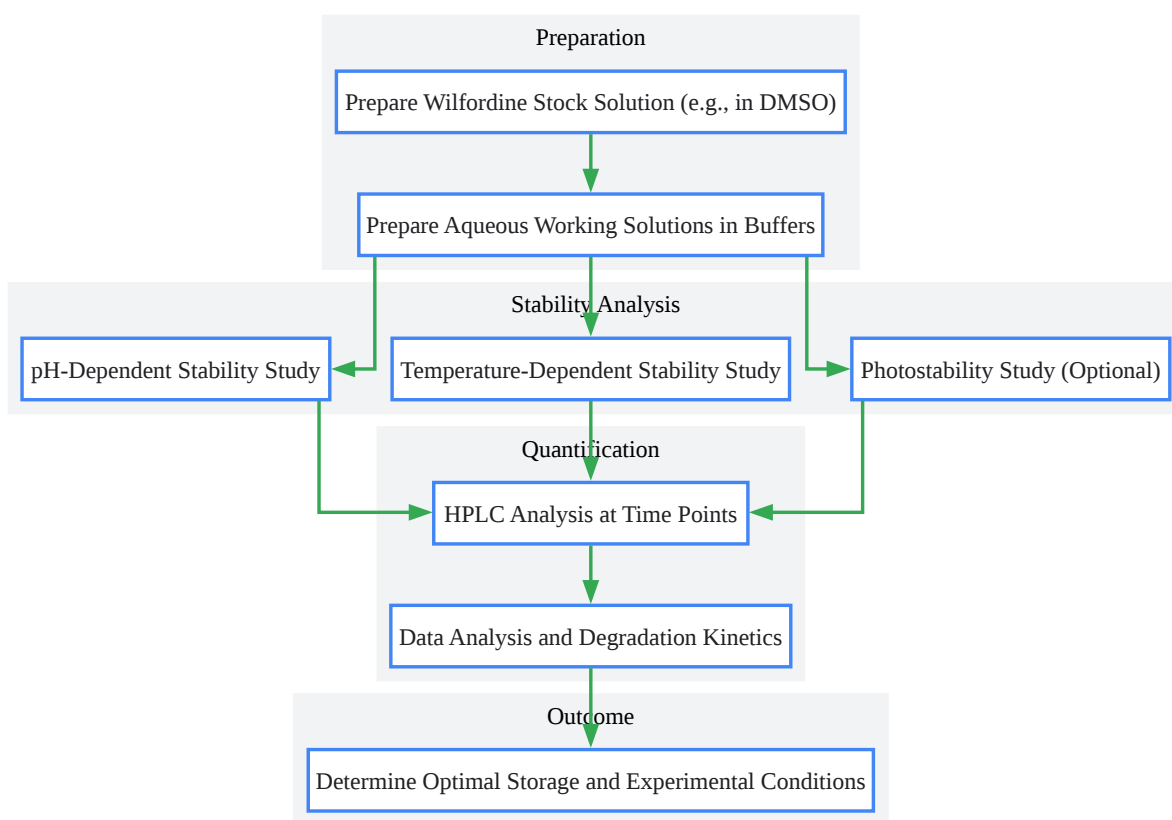 Preparation
Prepare Wilfordine Stock Solution (e.g., in DMSO)
Prepare Aqueous Working Solutions in Buffers
Stability Analysis
pH-Dependent Stability Study
Temperature-Dependent Stability Study
Photostability Study (Optional)
Quantification
HPLC Analysis at Time Points
Data Analysis and Degradation Kinetics
Outcome
Determine Optimal Storage and Experimental Conditions